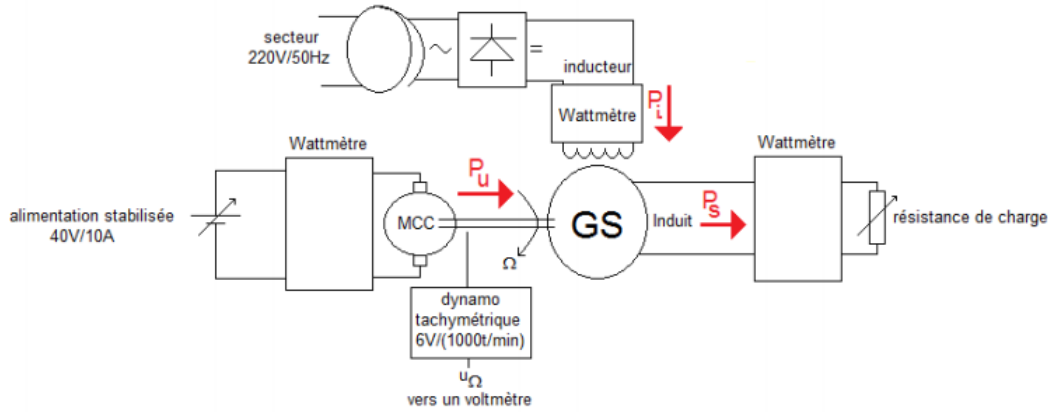 secteur
220V/50Hz
~
=
inducteur
Wattmètre
Pi
Wattmètre
alimentation stabilisée
40V/10A
MCC
Pu
Ω
GS
Induit
Ps
Wattmètre
résistance de charge
dynamo
tachymétrique
6V/(1000t/min)
uΩ
vers un voltmètre